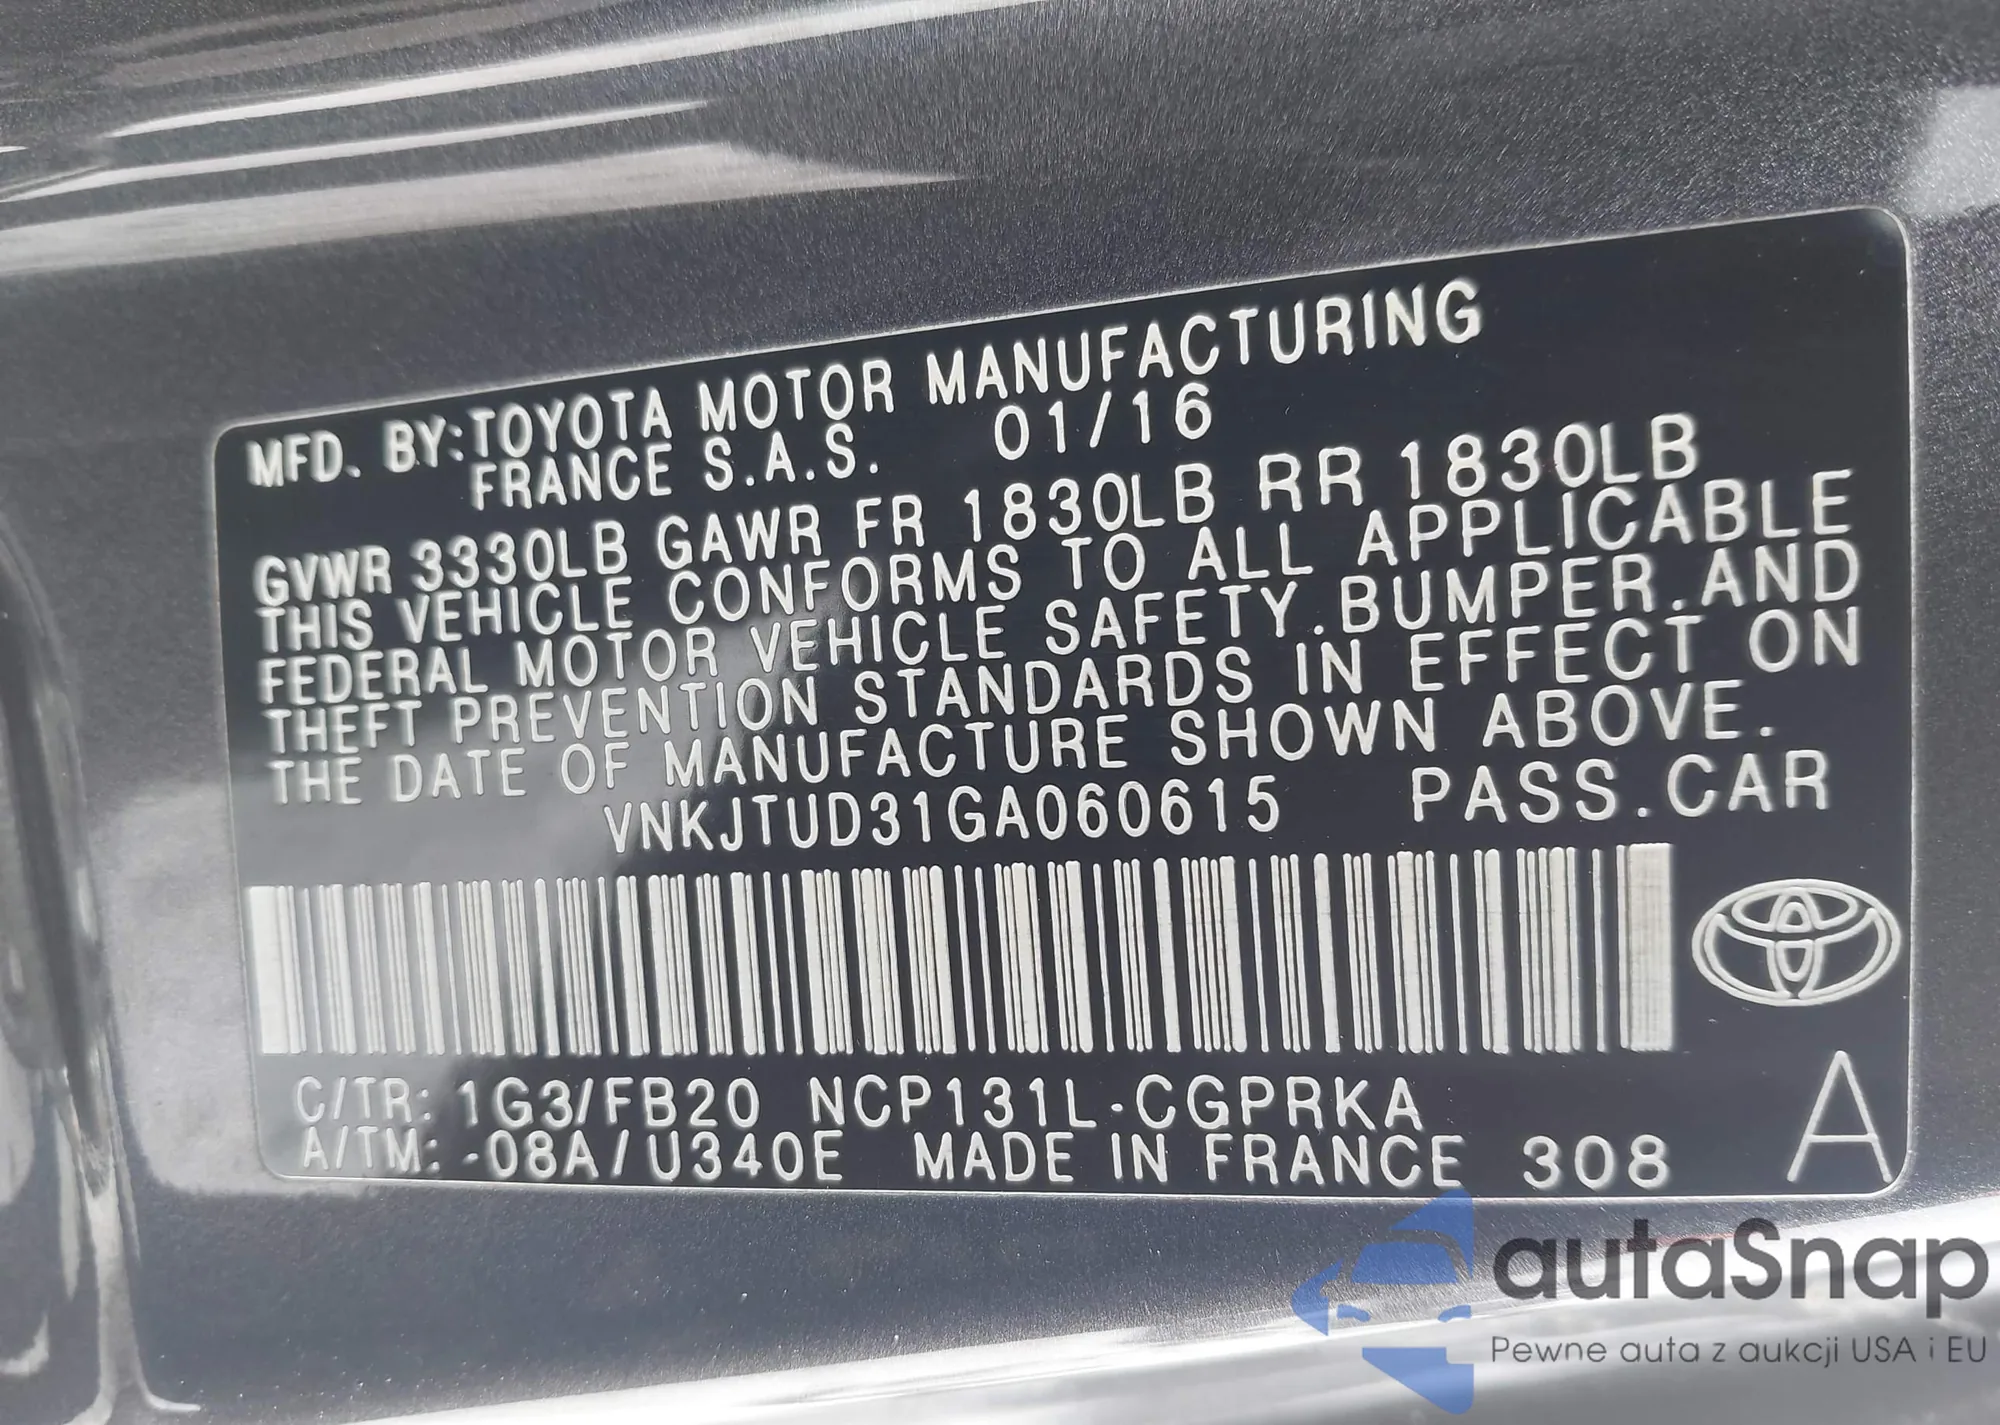 MFD. BY:TOYOTA MOTOR MANUFACTURING
FRANCE S.A.S. 01/16
GVWR 3330LB GAWR FR 1830LB RR 1830LB
THIS VEHICLE CONFORMS TO ALL APPLICABLE
FEDERAL MOTOR VEHICLE SAFETY.BUMPER.AND
THEFT PREVENTION STANDARDS IN EFFECT ON
THE DATE OF MANUFACTURE SHOWN ABOVE.
VNKJTUD31GA060615 PASS.CAR
C/TR: 1G3/FB20 NCP131L-CGPRKA
A/TM: -08A/U340E MADE IN FRANCE 308
A
autaSnap
Pewne auta z aukcji USA i EU